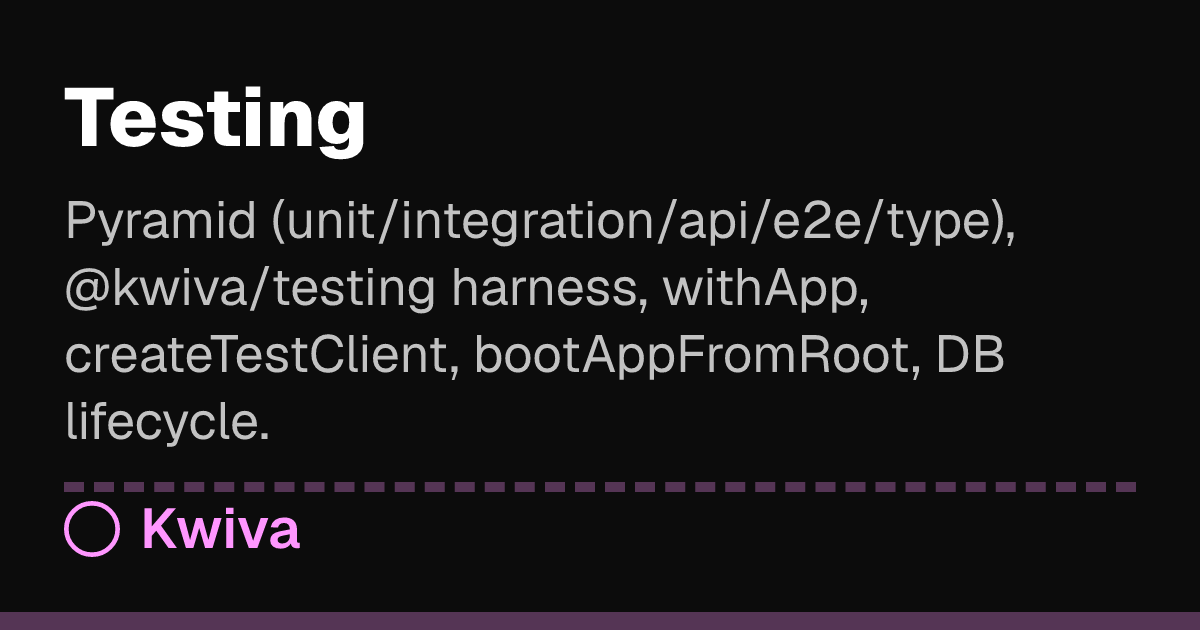 Testing
Pyramid (unit/integration/api/e2e/type),
@kwiva/testing harness, withApp,
createTestClient, bootAppFromRoot, DB
lifecycle.
Kwiva